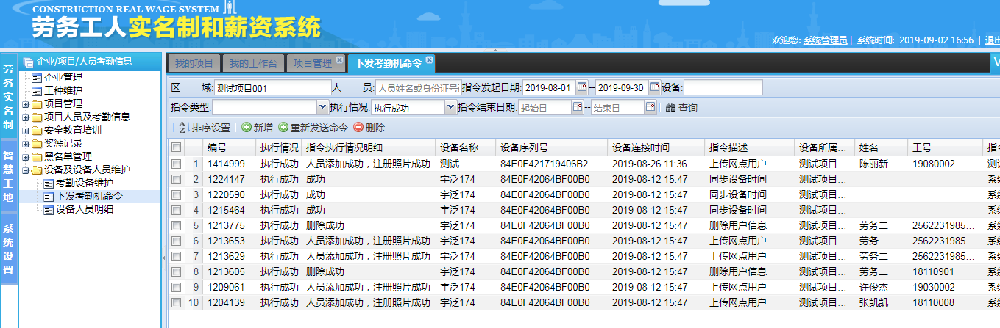 CONSTRUCTION REAL WAGE SYSTEM
劳务工人实名制和薪资系统
欢迎您: 系统管理员 | 系统时间: 2019-09-02 16:56 | 退出
劳务实名制
智慧工地
系统设置
企业/项目/人员考勤信息
企业管理
工种维护
项目管理
项目人员及考勤信息
安全教育培训
奖惩记录
黑名单管理
设备及设备人员维护
考勤设备维护
下发考勤机命令
设备人员明细
我的项目 我的工作台 项目管理 下发考勤机命令
区 域: 测试项目001 人 员: 人员姓名或身份证号 指令发起日期: 2019-08-01 -- 2019-09-30 设备:
指令类型: 执行情况: 执行成功 指令结束日期: 起始日 -- 结束日 查询
排序设置 新增 重新发送命令 删除
编号 执行情况 指令执行情况明细 设备名称 设备序列号 设备连接时间 指令描述 设备所属... 姓名 工号 指令
1 1414999 执行成功 人员添加成功，注册照片成功 测试 84E0F421719406B2 2019-08-26 11:36 上传网点用户 测试项目... 陈丽新 19080002 测试
2 1224147 执行成功 成功 宇泛174 84E0F42064BF00B0 2019-08-12 15:47 同步设备时间 测试项目... 系统
3 1220590 执行成功 成功 宇泛174 84E0F42064BF00B0 2019-08-12 15:47 同步设备时间 测试项目... 系统
4 1215464 执行成功 成功 宇泛174 84E0F42064BF00B0 2019-08-12 15:47 同步设备时间 测试项目... 系统
5 1213775 执行成功 删除成功 宇泛174 84E0F42064BF00B0 2019-08-12 15:47 删除用户信息 测试项目... 劳务二 2562231985... 系统
6 1213653 执行成功 人员添加成功，注册照片成功 宇泛174 84E0F42064BF00B0 2019-08-12 15:47 上传网点用户 测试项目... 劳务二 2562231985... 系统
7 1213629 执行成功 人员添加成功，注册照片成功 宇泛174 84E0F42064BF00B0 2019-08-12 15:47 上传网点用户 测试项目... 劳务二 2562231985... 系统
8 1213605 执行成功 删除成功 宇泛174 84E0F42064BF00B0 2019-08-12 15:47 删除用户信息 测试项目... 劳务二 18110901 系统
9 1209061 执行成功 人员添加成功，注册照片成功 宇泛174 84E0F42064BF00B0 2019-08-12 15:47 上传网点用户 测试项目... 许俊杰 19030002 系统
10 1204139 执行成功 人员添加成功，注册照片成功 宇泛174 84E0F42064BF00B0 2019-08-12 15:47 上传网点用户 测试项目... 张凯凯 18110008 系统